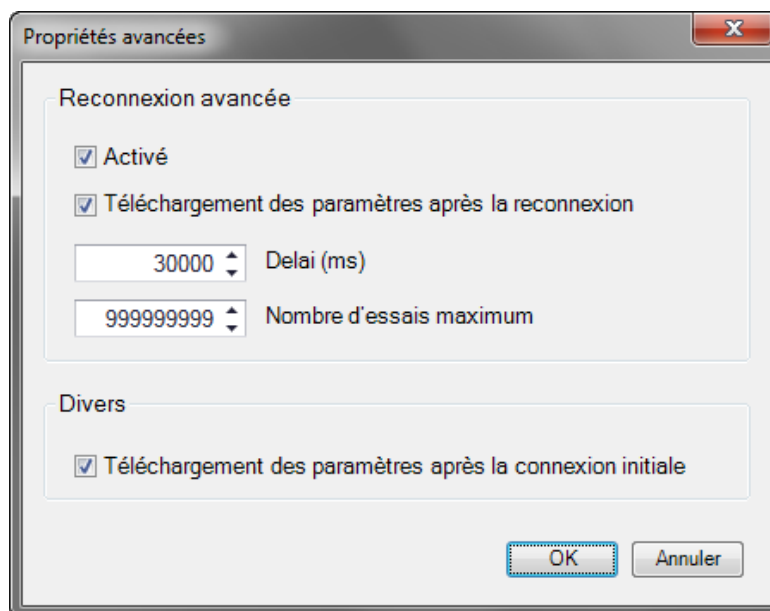 Propriétés avancées
Reconnexion avancée
Activé
Téléchargement des paramètres après la reconnexion
30000 Delai (ms)
999999999 Nombre d'essais maximum
Divers
Téléchargement des paramètres après la connexion initiale
OK Annuler